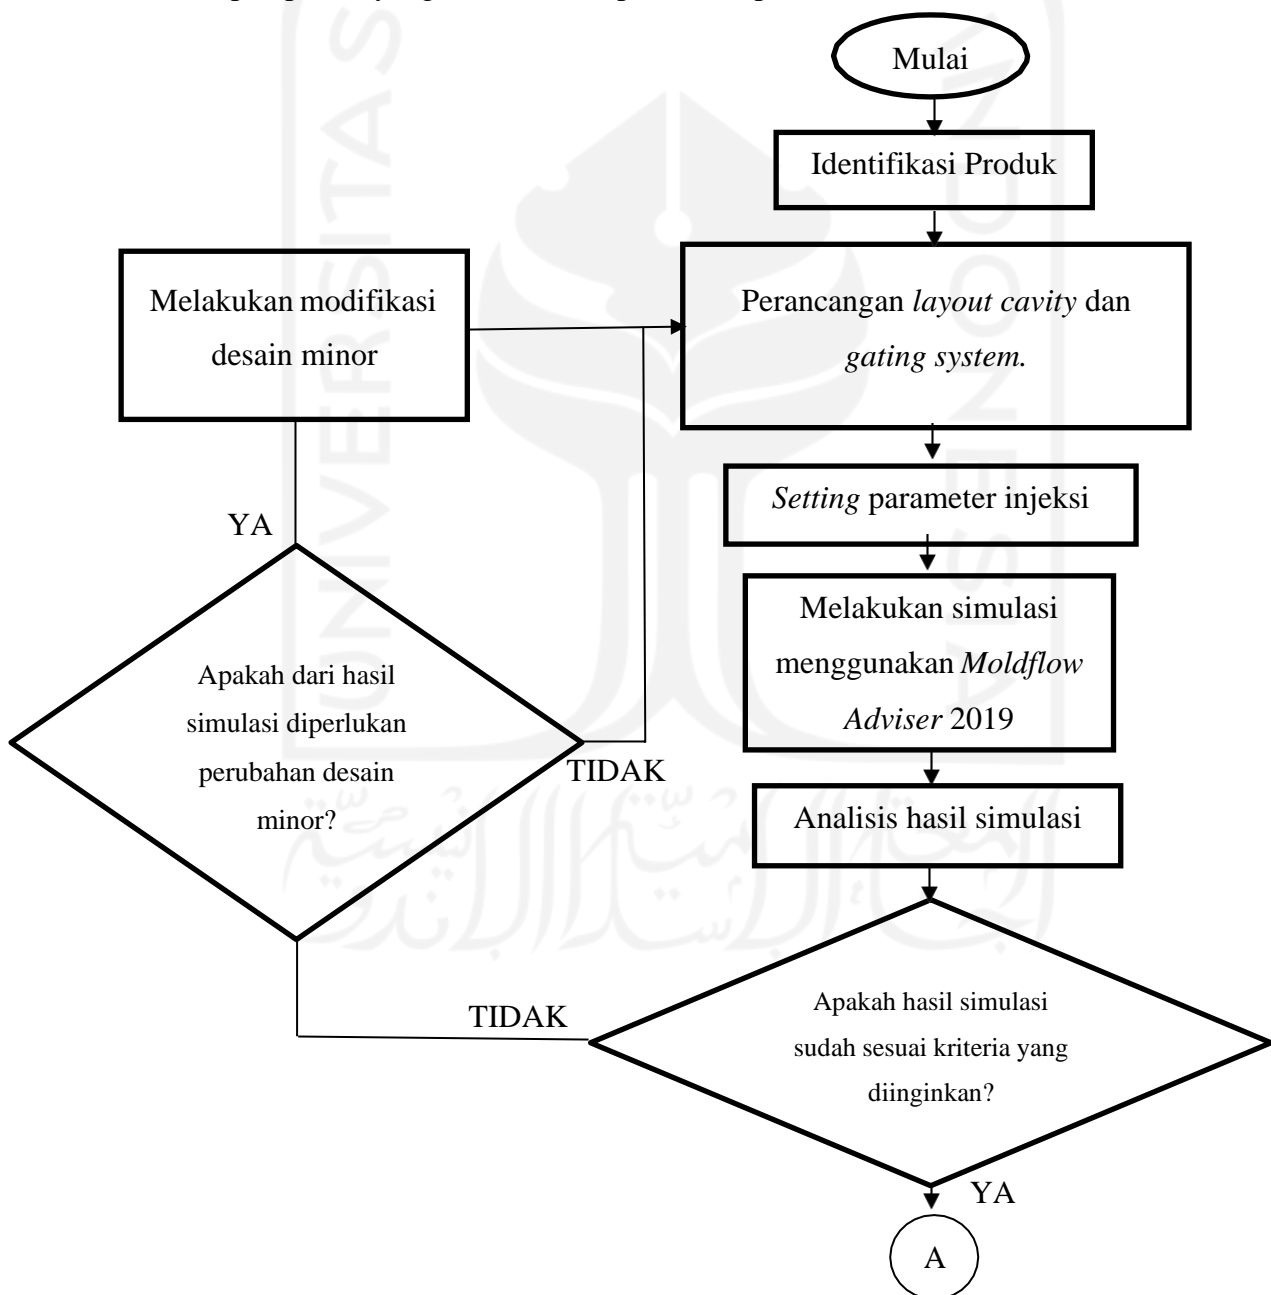 Mulai
Identifikasi Produk
Perancangan layout cavity dan
gating system.
Melakukan modifikasi
desain minor
Setting parameter injeksi
YA
Melakukan simulasi
menggunakan Moldflow
Adviser 2019
Apakah dari hasil
simulasi diperlukan
perubahan desain
minor?
TIDAK
Analisis hasil simulasi
Apakah hasil simulasi
sudah sesuai kriteria yang
diinginkan?
TIDAK
YA
A
UNIVERSITAS
INDONESIA